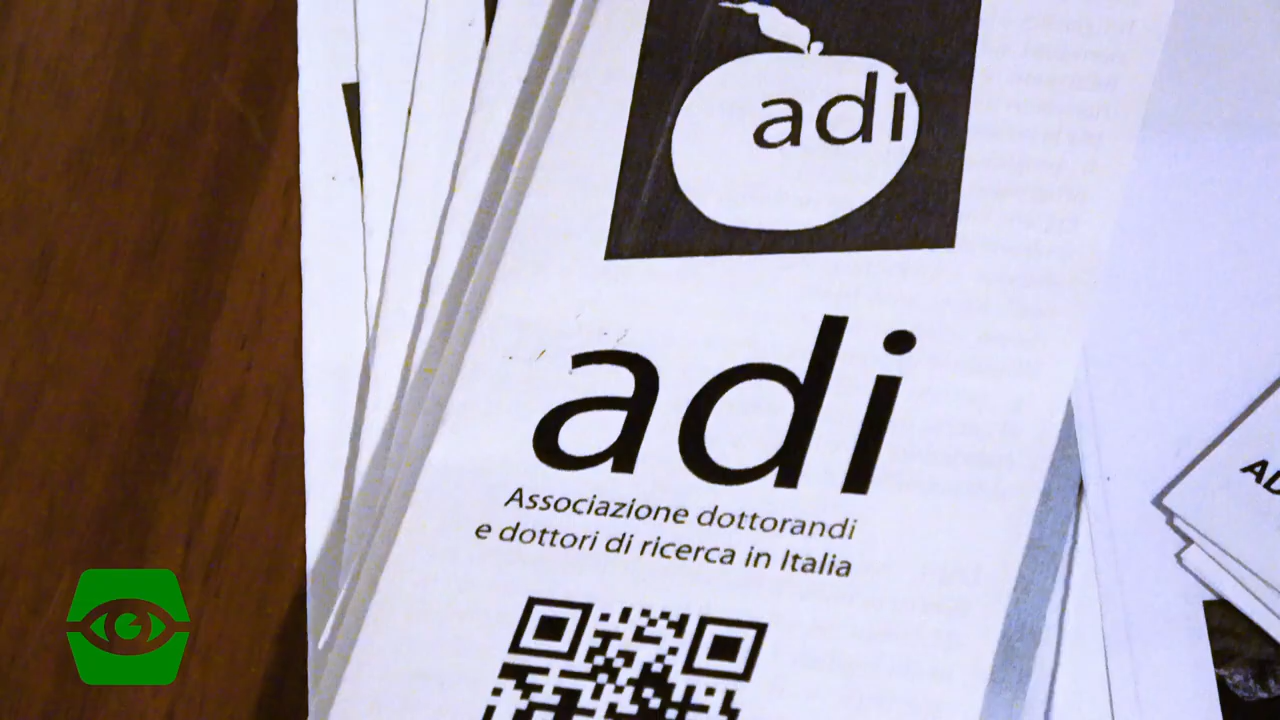 adi
adi
Associazione dottorandi
e dottori di ricerca in Italia